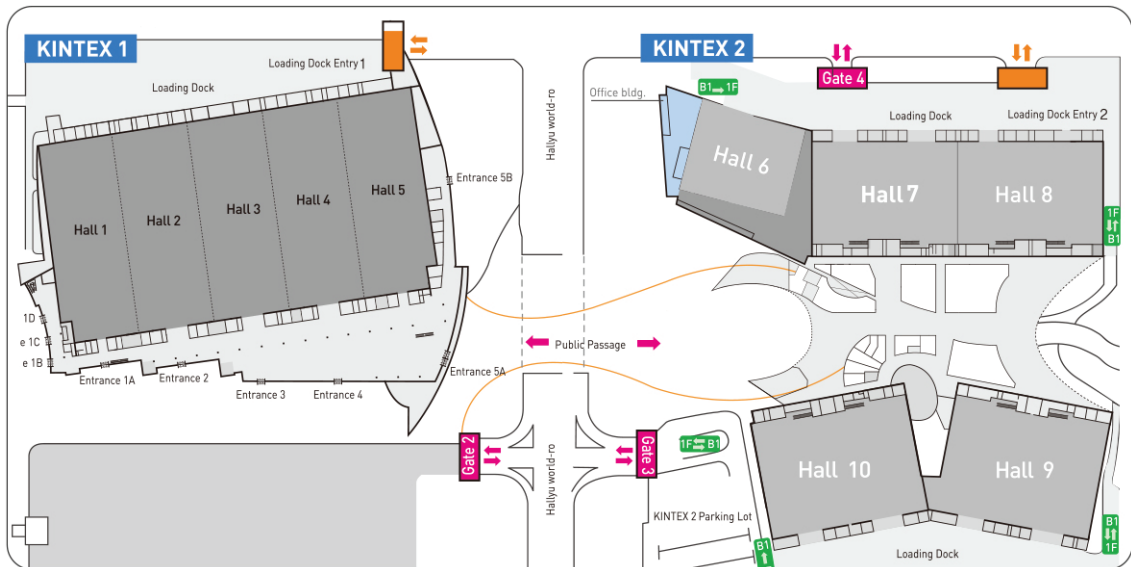 KINTEX 1
Loading Dock Entry 1
Loading Dock
Hall 1
Hall 2
Hall 3
Hall 4
Hall 5
Entrance 5B
1D
e 1C
e 1B
Entrance 1A
Entrance 2
Entrance 3
Entrance 4
Entrance 5A
Hallyu world-ro
Public Passage
Gate 2
Hallyu world-ro
Gate 3
KINTEX 2
Gate 4
B1 1F
Office bldg.
Loading Dock
Loading Dock Entry 2
Hall 6
Hall 7
Hall 8
1F
B1
1F B1
Hall 10
Hall 9
KINTEX 2 Parking Lot
B1
Loading Dock
B1
1F